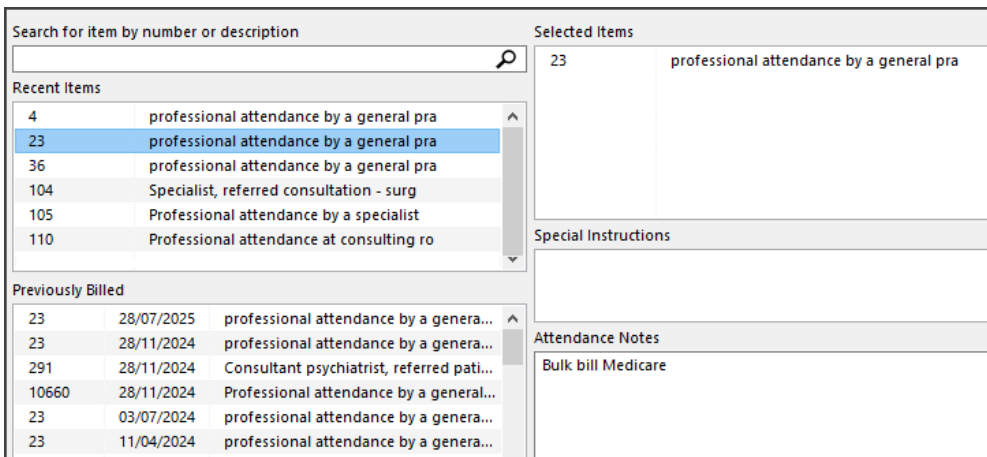 Search for item by number or description
Recent Items
4 professional attendance by a general pra
23 professional attendance by a general pra
36 professional attendance by a general pra
104 Specialist, referred consultation - surg
105 Professional attendance by a specialist
110 Professional attendance at consulting ro
Previously Billed
23 28/07/2025 professional attendance by a genera...
23 28/11/2024 professional attendance by a genera...
291 28/11/2024 Consultant psychiatrist, referred pati...
10660 28/11/2024 Professional attendance by a general...
23 03/07/2024 professional attendance by a genera...
23 11/04/2024 professional attendance by a genera...
Selected Items
23 professional attendance by a general pra
Special Instructions
Attendance Notes
Bulk bill Medicare